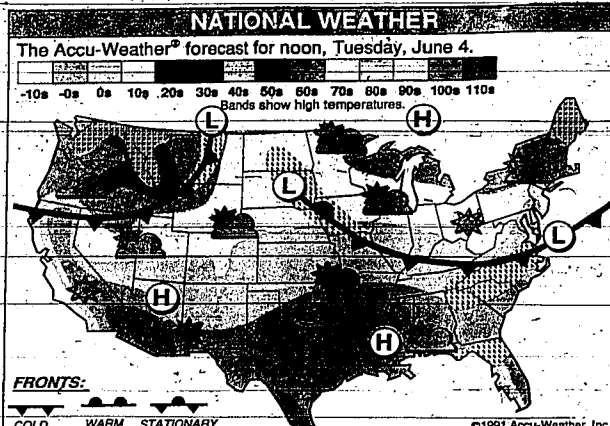 NATIONAL WEATHER
The Accu-Weather® forecast for noon, Tuesday, June 4.
-10s -0s 0s 10s 20s 30s 40s 50s 60s 70s 80s 90s 100s 110s
Bands show high temperatures.
L
H
L
L
H
H
FRONTS:
COLD WARM STATIONARY
©1991 Accu-Weather, Inc.